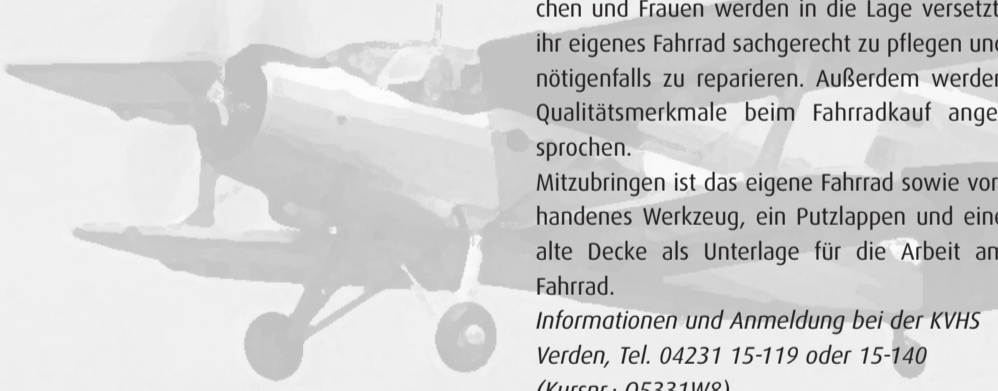 chen und Frauen werden in die Lage versetzt
ihr eigenes Fahrrad sachgerecht zu pflegen und
nötigenfalls zu reparieren. Außerdem werden
Qualitätsmerkmale beim Fahrradkauf ange-
sprochen.
Mitzubringen ist das eigene Fahrrad sowie vor-
handenes Werkzeug, ein Putzlappen und eine
alte Decke als Unterlage für die Arbeit am
Fahrrad.
Informationen und Anmeldung bei der KVHS
Verden, Tel. 04231 15-119 oder 15-140
(Kursnr.: O5331W8)